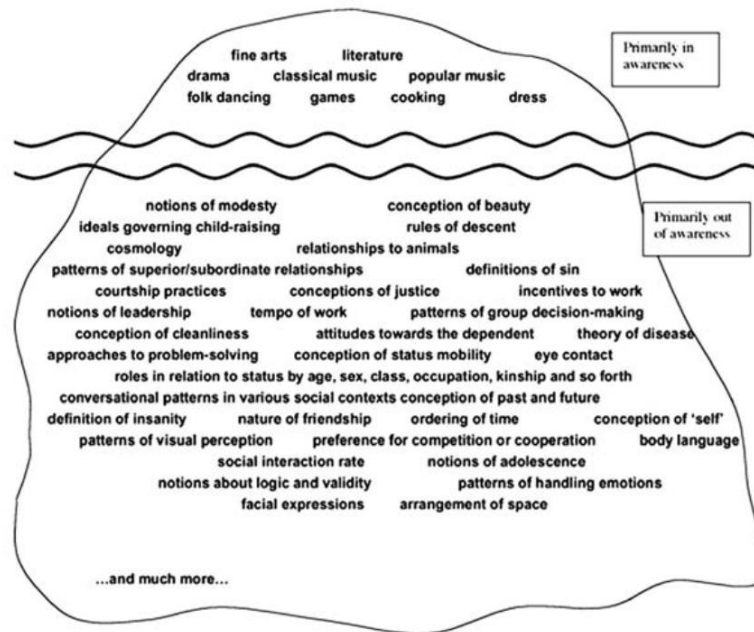 fine arts literature
drama classical music popular music
folk dancing games cooking dress
Primarily in
awareness
notions of modesty conception of beauty
ideals governing child-raising rules of descent
cosmology relationships to animals
Primarily out
of awareness
patterns of superior/subordinate relationships definitions of sin
courtship practices conceptions of justice incentives to work
notions of leadership tempo of work patterns of group decision-making
conception of cleanliness attitudes towards the dependent theory of disease
approaches to problem-solving conception of status mobility eye contact
roles in relation to status by age, sex, class, occupation, kinship and so forth
conversational patterns in various social contexts conception of past and future
definition of insanity nature of friendship ordering of time conception of ‘self’
patterns of visual perception preference for competition or cooperation body language
social interaction rate notions of adolescence
notions about logic and validity patterns of handling emotions
facial expressions arrangement of space
…and much more…